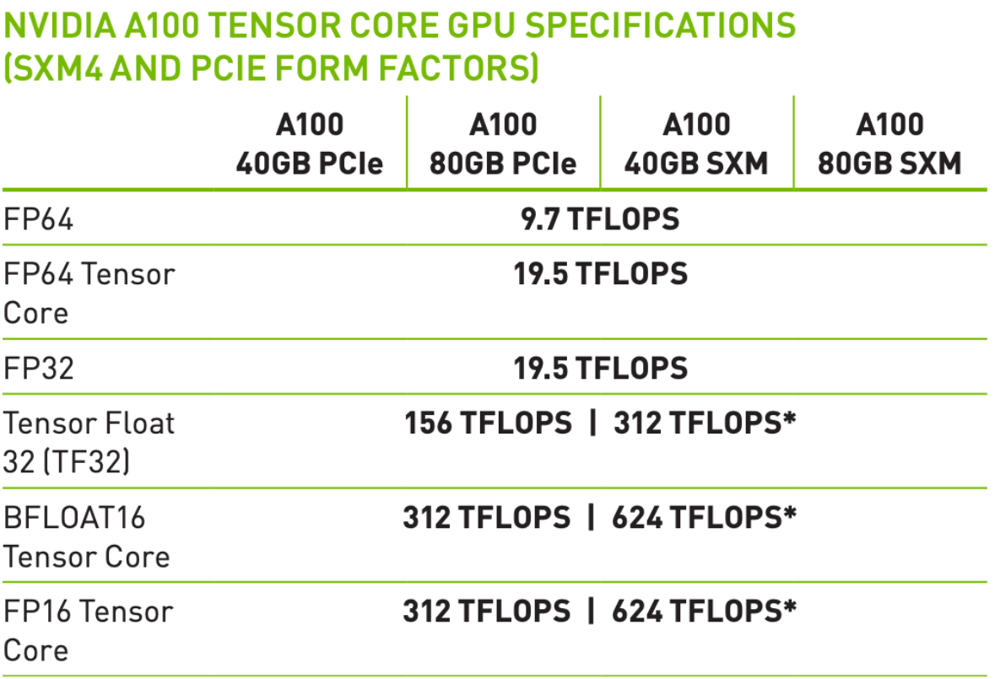 NVIDIA A100 TENSOR CORE GPU SPECIFICATIONS
(SXM4 AND PCIE FORM FACTORS)
A100 40GB PCIe A100 80GB PCIe A100 40GB SXM A100 80GB SXM
FP64 9.7 TFLOPS
FP64 Tensor Core 19.5 TFLOPS
FP32 19.5 TFLOPS
Tensor Float 32 (TF32) 156 TFLOPS | 312 TFLOPS*
BFLOAT16 Tensor Core 312 TFLOPS | 624 TFLOPS*
FP16 Tensor Core 312 TFLOPS | 624 TFLOPS*